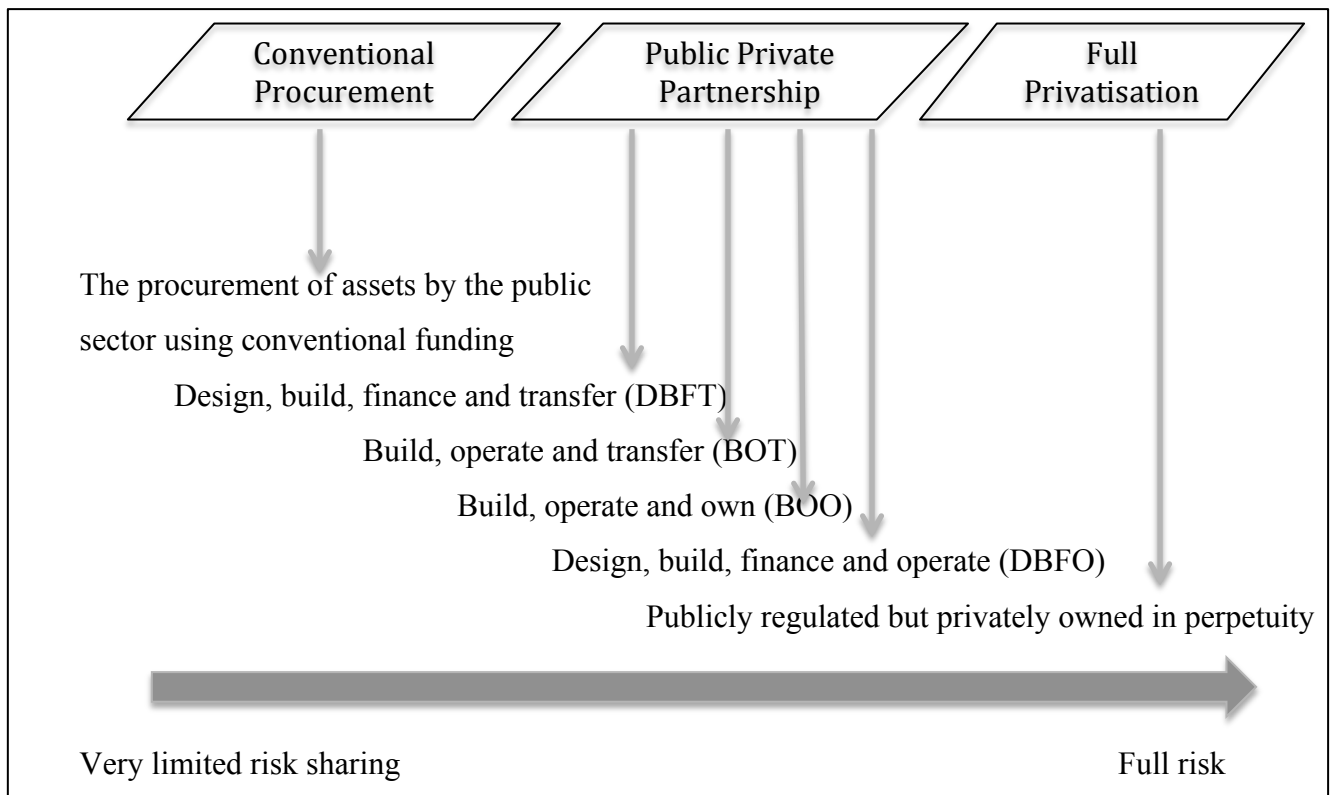 Conventional
Procurement
Public Private
Partnership
Full
Privatisation
The procurement of assets by the public
sector using conventional funding
Design, build, finance and transfer (DBFT)
Build, operate and transfer (BOT)
Build, operate and own (BOO)
Design, build, finance and operate (DBFO)
Publicly regulated but privately owned in perpetuity
Very limited risk sharing
Full risk